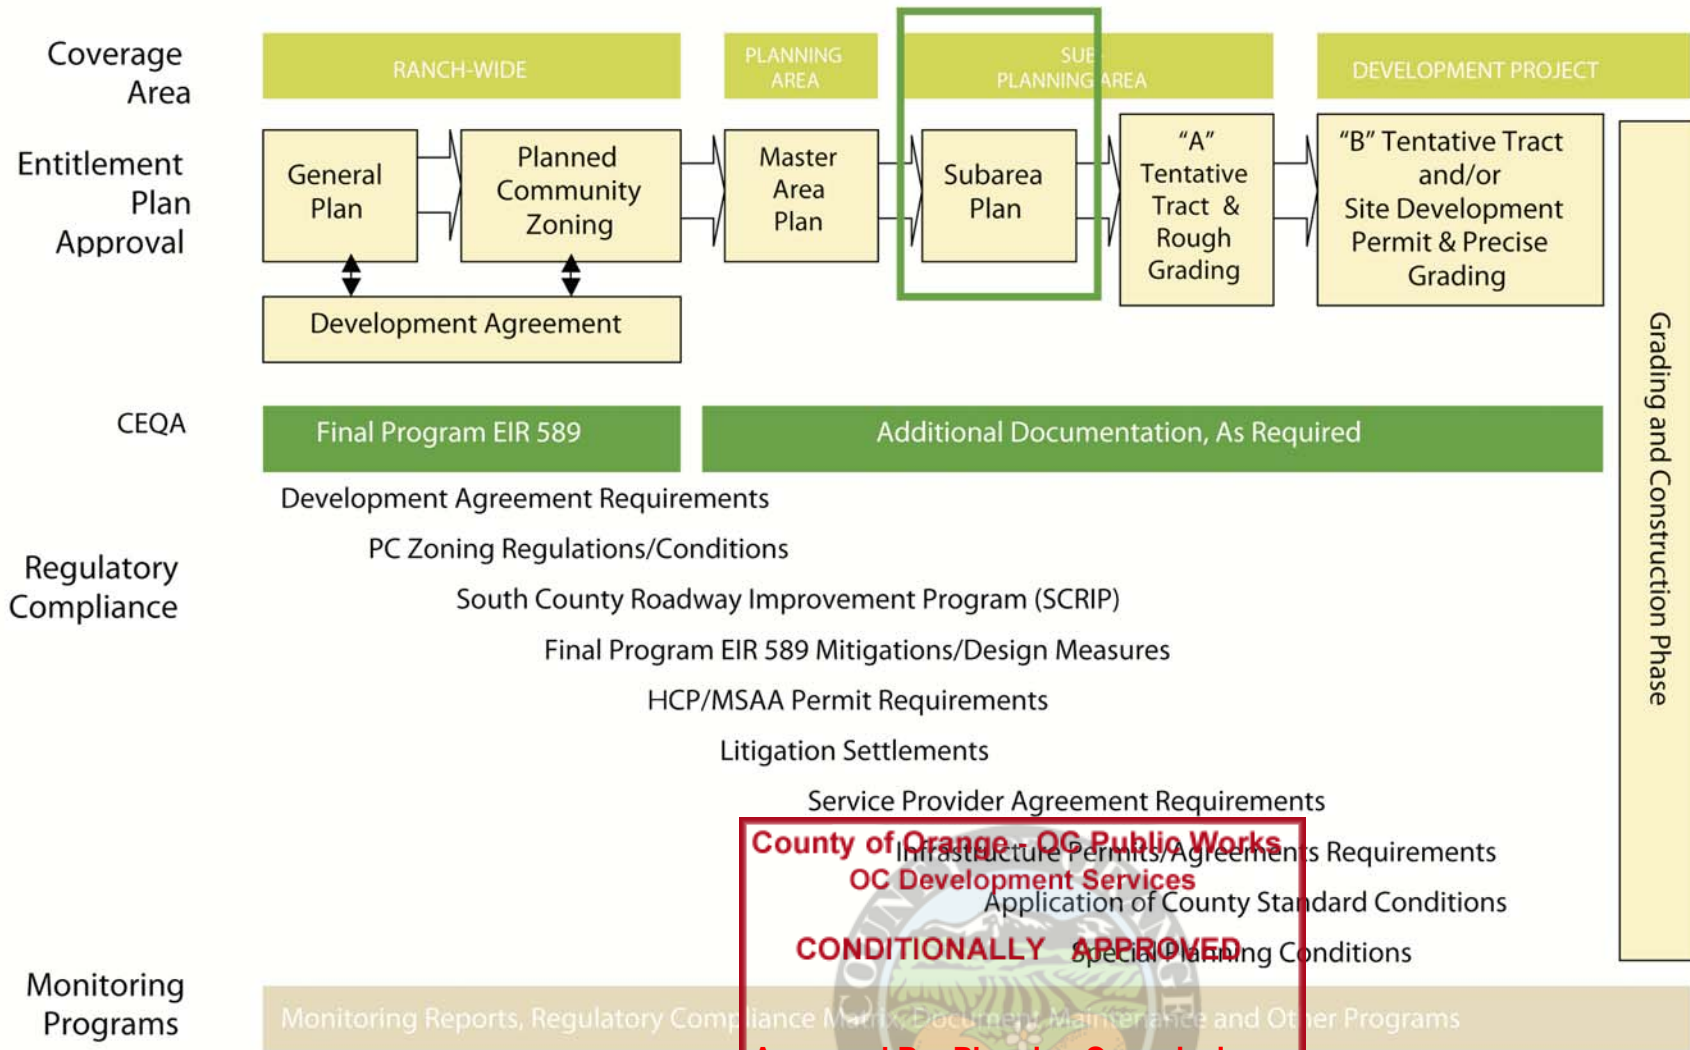 Coverage
Area
RANCH-WIDE
PLANNING
AREA
SUB-
PLANNING AREA
DEVELOPMENT PROJECT
Entitlement
Plan
Approval
General
Plan
Planned
Community
Zoning
Master
Area
Plan
Subarea
Plan
"A"
Tentative
Tract &
Rough
Grading
"B" Tentative Tract
and/or
Site Development
Permit & Precise
Grading
Development Agreement
Grading and Construction Phase
CEQA
Final Program EIR 589
Additional Documentation, As Required
Regulatory
Compliance
Development Agreement Requirements
PC Zoning Regulations/Conditions
South County Roadway Improvement Program (SCRIP)
Final Program EIR 589 Mitigations/Design Measures
HCP/MSAA Permit Requirements
Litigation Settlements
Service Provider Agreement Requirements
Infrastructure Permits/Agreements Requirements
Application of County Standard Conditions
Special Planning Conditions
County of Orange - OC Public Works
OC Development Services
CONDITIONALLY APPROVED
COUNTY OF ORANGE
Monitoring
Programs
Monitoring Reports, Regulatory Compliance Matrix, Document Maintenance and Other Programs